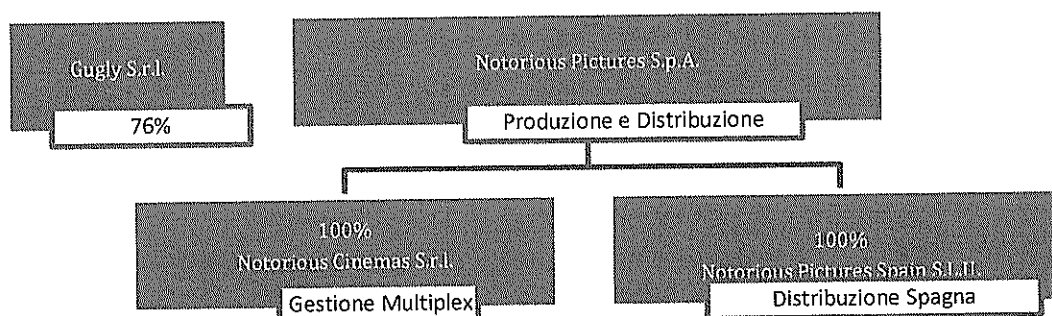 Gugly S.r.l.
76%
Notorious Pictures S.p.A.
Produzione e Distribuzione
100%
Notorious Cinemas S.r.l.
Gestione Multiplex
100%
Notorious Pictures Spain S.L.U.
Distribuzione Spagna